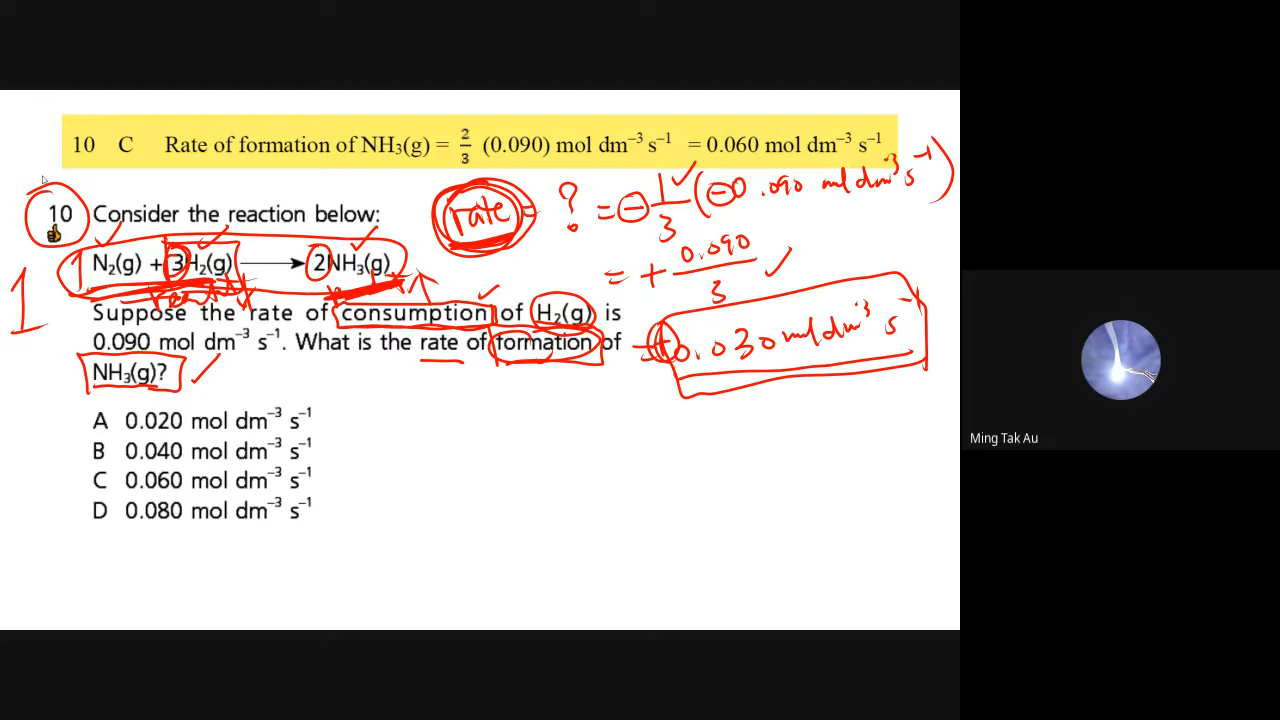 10 C Rate of formation of NH₃(g) = 2/3 (0.090) mol dm⁻³ s⁻¹ = 0.060 mol dm⁻³ s⁻¹
10 Consider the reaction below:
rate = ? = - 1/3 (-0.090 mol dm⁻³ s⁻¹)
1 N₂(g) + 3H₂(g) ⟶ 2NH₃(g)
= + 0.090/3
1
Suppose the rate of consumption of H₂(g) is
0.090 mol dm⁻³ s⁻¹. What is the rate of formation of
NH₃(g)?
= +0.030 mol dm⁻³ s⁻¹
A 0.020 mol dm⁻³ s⁻¹
B 0.040 mol dm⁻³ s⁻¹
C 0.060 mol dm⁻³ s⁻¹
D 0.080 mol dm⁻³ s⁻¹
Ming Tak Au